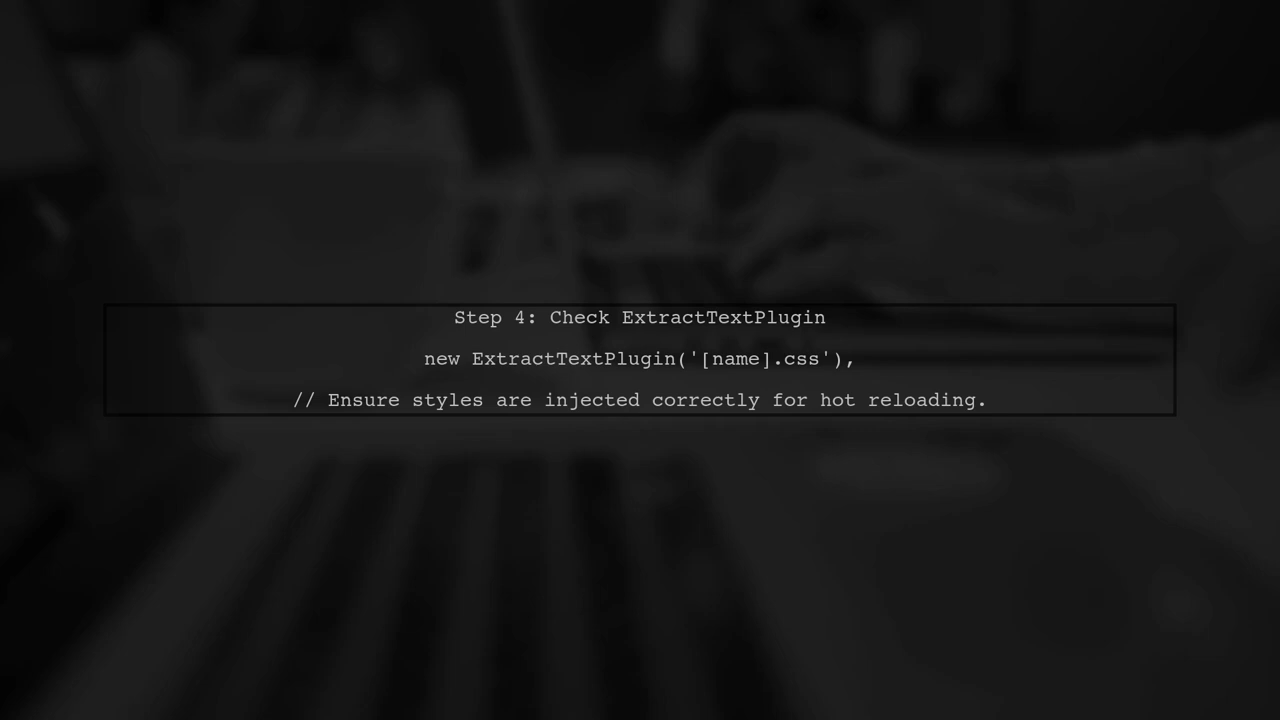 Step 4: Check ExtractTextPlugin
new ExtractTextPlugin('[name].css'),
// Ensure styles are injected correctly for hot reloading.